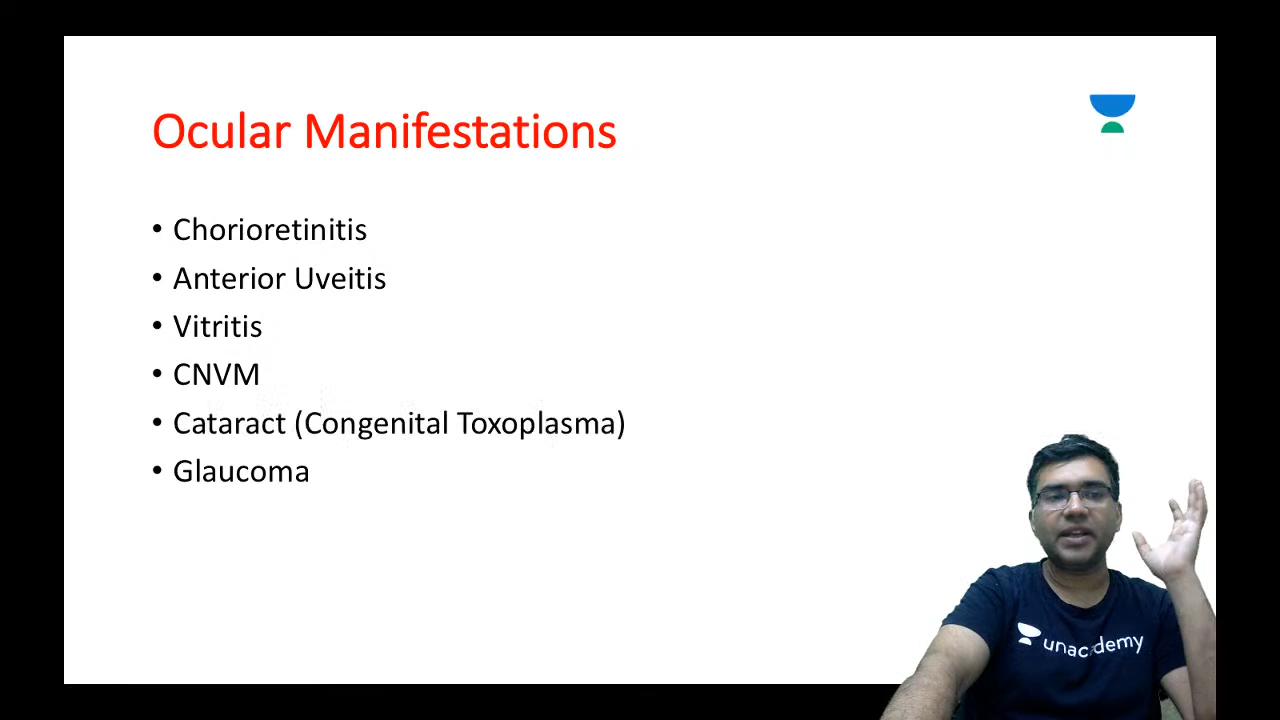 Ocular Manifestations
• Chorioretinitis
• Anterior Uveitis
• Vitritis
• CNVM
• Cataract (Congenital Toxoplasma)
• Glaucoma
unacademy